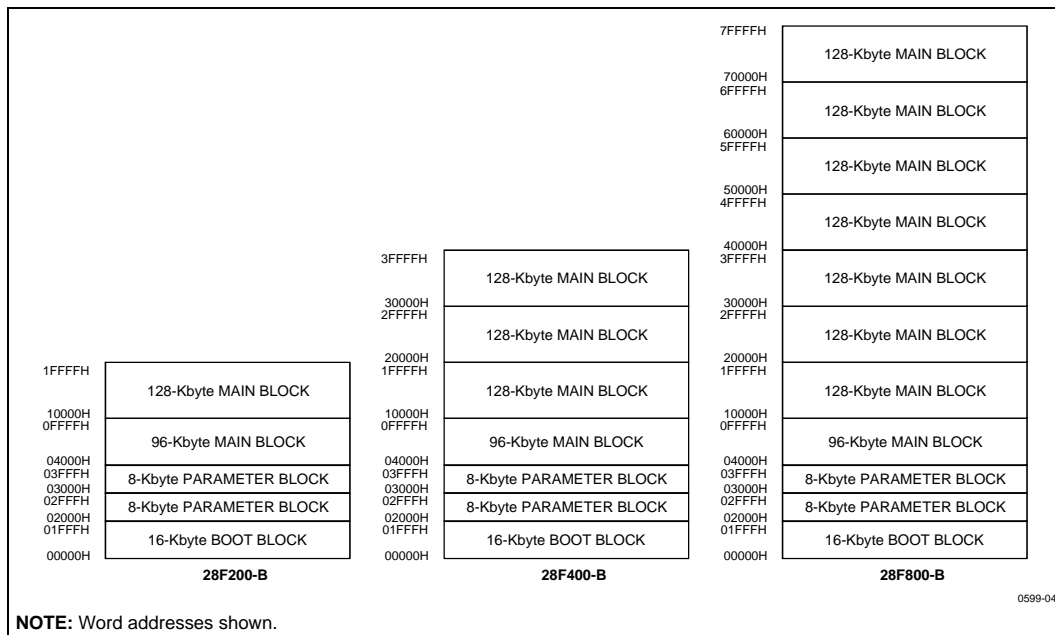 7FFFFH
128-Kbyte MAIN BLOCK
70000H
6FFFFH
128-Kbyte MAIN BLOCK
60000H
5FFFFH
128-Kbyte MAIN BLOCK
50000H
4FFFFH
128-Kbyte MAIN BLOCK
40000H
3FFFFH 3FFFFH
128-Kbyte MAIN BLOCK 128-Kbyte MAIN BLOCK
30000H 30000H
2FFFFH 2FFFFH
128-Kbyte MAIN BLOCK 128-Kbyte MAIN BLOCK
20000H 20000H
1FFFFH 1FFFFH 1FFFFH
128-Kbyte MAIN BLOCK 128-Kbyte MAIN BLOCK 128-Kbyte MAIN BLOCK
10000H 10000H 10000H
0FFFFH 0FFFFH 0FFFFH
96-Kbyte MAIN BLOCK 96-Kbyte MAIN BLOCK 96-Kbyte MAIN BLOCK
04000H 04000H 04000H
03FFFH 03FFFH 03FFFH
8-Kbyte PARAMETER BLOCK 8-Kbyte PARAMETER BLOCK 8-Kbyte PARAMETER BLOCK
03000H 03000H 03000H
02FFFH 02FFFH 02FFFH
8-Kbyte PARAMETER BLOCK 8-Kbyte PARAMETER BLOCK 8-Kbyte PARAMETER BLOCK
02000H 02000H 02000H
01FFFH 01FFFH 01FFFH
16-Kbyte BOOT BLOCK 16-Kbyte BOOT BLOCK 16-Kbyte BOOT BLOCK
00000H 00000H 00000H
28F200-B 28F400-B 28F800-B
0599-04
NOTE: Word addresses shown.